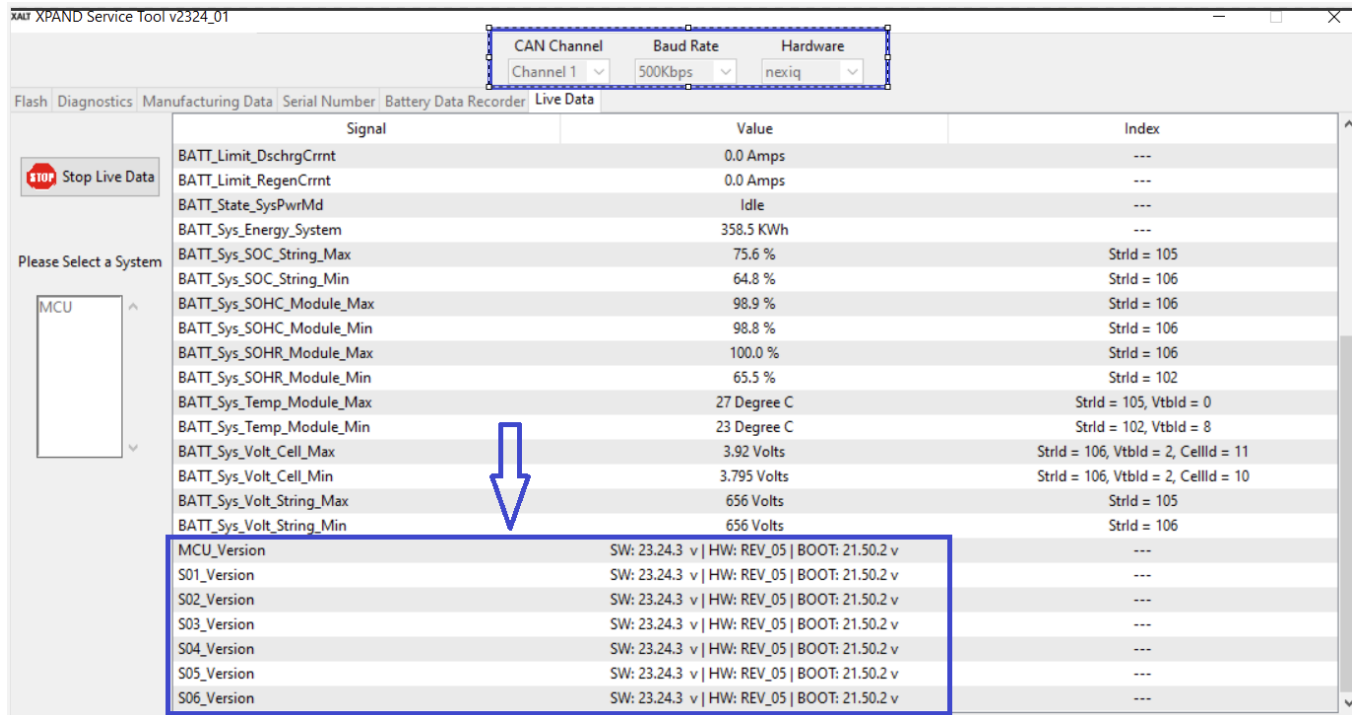 XALT XPAND Service Tool v2324_01
CAN Channel Baud Rate Hardware
Channel 1 500Kbps nexiq
Flash Diagnostics Manufacturing Data Serial Number Battery Data Recorder Live Data
Signal Value Index
STOP Stop Live Data
Please Select a System
MCU
BATT_Limit_DschrgCrrnt 0.0 Amps ---
BATT_Limit_RegenCrrnt 0.0 Amps ---
BATT_State_SysPwrMd Idle ---
BATT_Sys_Energy_System 358.5 KWh ---
BATT_Sys_SOC_String_Max 75.6 % StrId = 105
BATT_Sys_SOC_String_Min 64.8 % StrId = 106
BATT_Sys_SOHC_Module_Max 98.9 % StrId = 106
BATT_Sys_SOHC_Module_Min 98.8 % StrId = 106
BATT_Sys_SOHR_Module_Max 100.0 % StrId = 106
BATT_Sys_SOHR_Module_Min 65.5 % StrId = 102
BATT_Sys_Temp_Module_Max 27 Degree C StrId = 105, VtbId = 0
BATT_Sys_Temp_Module_Min 23 Degree C StrId = 102, VtbId = 8
BATT_Sys_Volt_Cell_Max 3.92 Volts StrId = 106, VtbId = 2, CellId = 11
BATT_Sys_Volt_Cell_Min 3.795 Volts StrId = 106, VtbId = 2, CellId = 10
BATT_Sys_Volt_String_Max 656 Volts StrId = 105
BATT_Sys_Volt_String_Min 656 Volts StrId = 106
MCU_Version SW: 23.24.3 v | HW: REV_05 | BOOT: 21.50.2 v ---
S01_Version SW: 23.24.3 v | HW: REV_05 | BOOT: 21.50.2 v ---
S02_Version SW: 23.24.3 v | HW: REV_05 | BOOT: 21.50.2 v ---
S03_Version SW: 23.24.3 v | HW: REV_05 | BOOT: 21.50.2 v ---
S04_Version SW: 23.24.3 v | HW: REV_05 | BOOT: 21.50.2 v ---
S05_Version SW: 23.24.3 v | HW: REV_05 | BOOT: 21.50.2 v ---
S06_Version SW: 23.24.3 v | HW: REV_05 | BOOT: 21.50.2 v ---